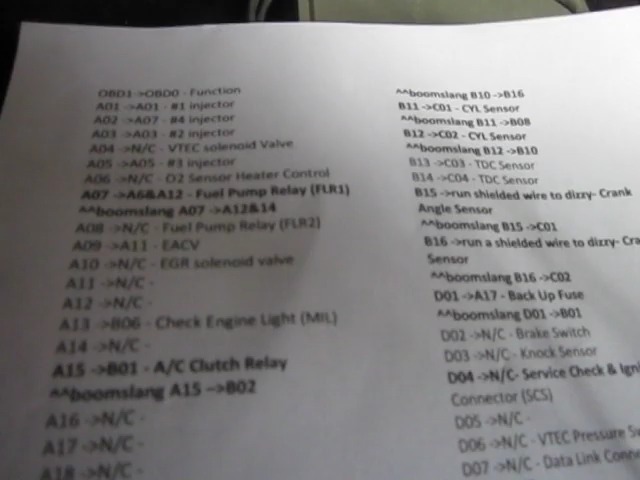 OBD1->OBD0 - Function
A01 ->A01 - #1 injector
A02 ->A07 - #4 injector
A03 ->A03 - #2 injector
A04 ->N/C - VTEC solenoid Valve
A05 ->A05 - #3 injector
A06 ->N/C - O2 Sensor Heater Control
A07 ->A6&A12 - Fuel Pump Relay (FLR1)
^^boomslang A07 ->A12&14
A08 ->N/C - Fuel Pump Relay (FLR2)
A09 ->A11 - EACV
A10 ->N/C - EGR solenoid valve
A11 ->N/C -
A12 ->N/C -
A13 ->B06 - Check Engine Light (MIL)
A14 ->N/C -
A15 ->B01 - A/C Clutch Relay
^^boomslang A15 –>B02
A16 ->N/C -
A17 ->N/C -
A18 ->N/C -
^^boomslang B10 ->B16
B11 ->C01 - CYL Sensor
^^boomslang B11 ->B08
B12 ->C02 - CYL Sensor
^^boomslang B12 ->B10
B13 ->C03 - TDC Sensor
B14 ->C04 - TDC Sensor
B15 ->run shielded wire to dizzy- Crank
Angle Sensor
^^boomslang B15 ->C01
B16 ->run a shielded wire to dizzy- Cra
Sensor
^^boomslang B16 ->C02
D01 ->A17 - Back Up Fuse
^^boomslang D01 ->B01
D02 ->N/C - Brake Switch
D03 ->N/C - Knock Sensor
D04 ->N/C- Service Check & Igni
Connector (SCS)
D05 ->N/C -
D06 ->N/C - VTEC Pressure Sw
D07 ->N/C - Data Link Conne